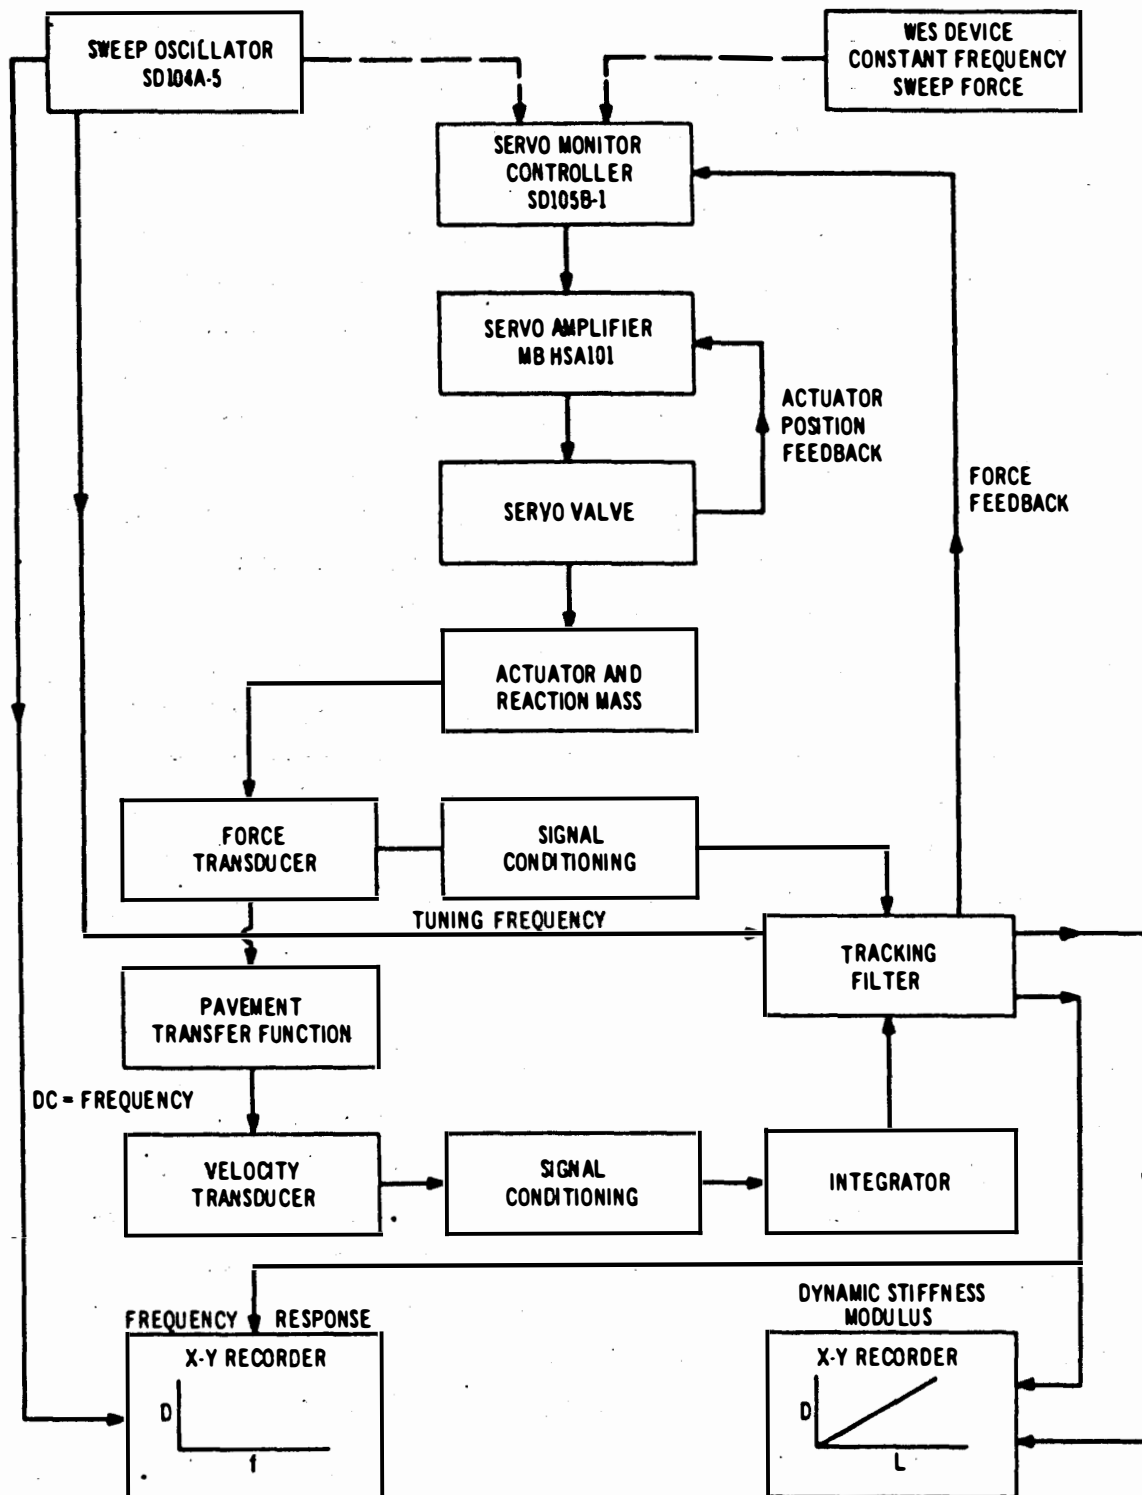 SWEEP OSCILLATOR
SD104A-5
WES DEVICE
CONSTANT FREQUENCY
SWEEP FORCE
SERVO MONITOR
CONTROLLER
SD105B-1
SERVO AMPLIFIER
MB HSA101
ACTUATOR
POSITION
FEEDBACK
FORCE
FEEDBACK
SERVO VALVE
ACTUATOR AND
REACTION MASS
FORCE
TRANSDUCER
SIGNAL
CONDITIONING
TUNING FREQUENCY
TRACKING
FILTER
PAVEMENT
TRANSFER FUNCTION
DC = FREQUENCY
VELOCITY
TRANSDUCER
SIGNAL
CONDITIONING
INTEGRATOR
FREQUENCY RESPONSE
X-Y RECORDER
D
f
DYNAMIC STIFFNESS
MODULUS
X-Y RECORDER
D
L